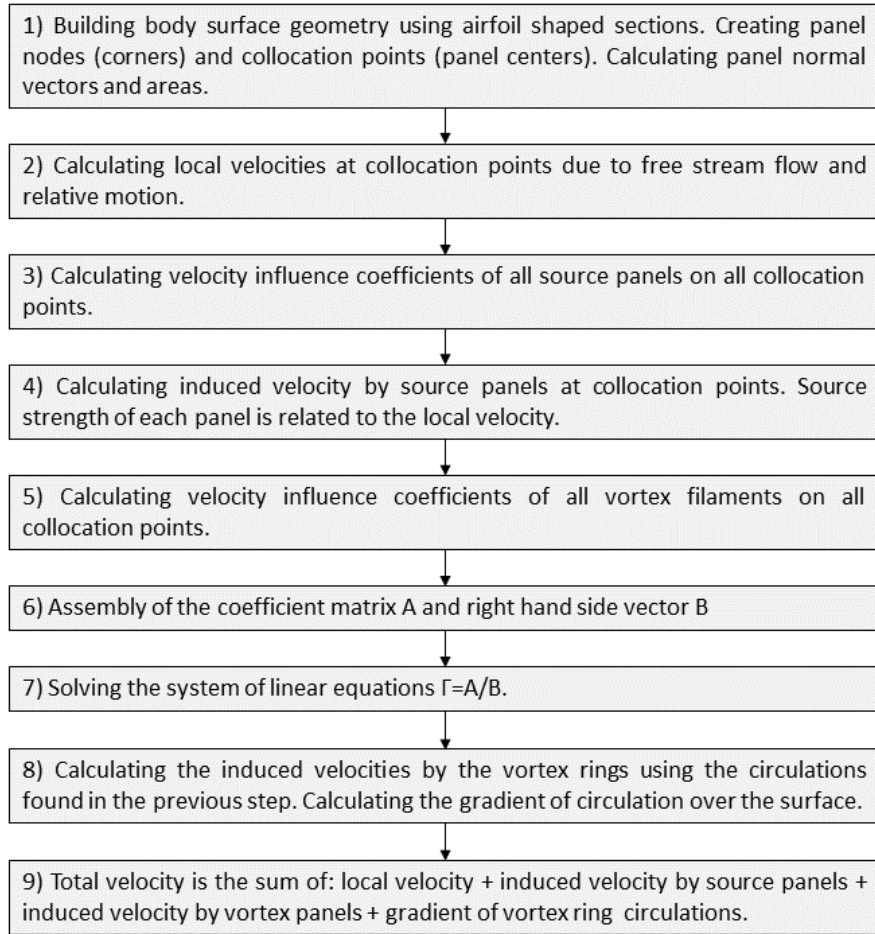 1) Building body surface geometry using airfoil shaped sections. Creating panel
nodes (corners) and collocation points (panel centers). Calculating panel normal
vectors and areas.
2) Calculating local velocities at collocation points due to free stream flow and
relative motion.
3) Calculating velocity influence coefficients of all source panels on all collocation
points.
4) Calculating induced velocity by source panels at collocation points. Source
strength of each panel is related to the local velocity.
5) Calculating velocity influence coefficients of all vortex filaments on all
collocation points.
6) Assembly of the coefficient matrix A and right hand side vector B
7) Solving the system of linear equations Γ=A/B.
8) Calculating the induced velocities by the vortex rings using the circulations
found in the previous step. Calculating the gradient of circulation over the surface.
9) Total velocity is the sum of: local velocity + induced velocity by source panels +
induced velocity by vortex panels + gradient of vortex ring circulations.